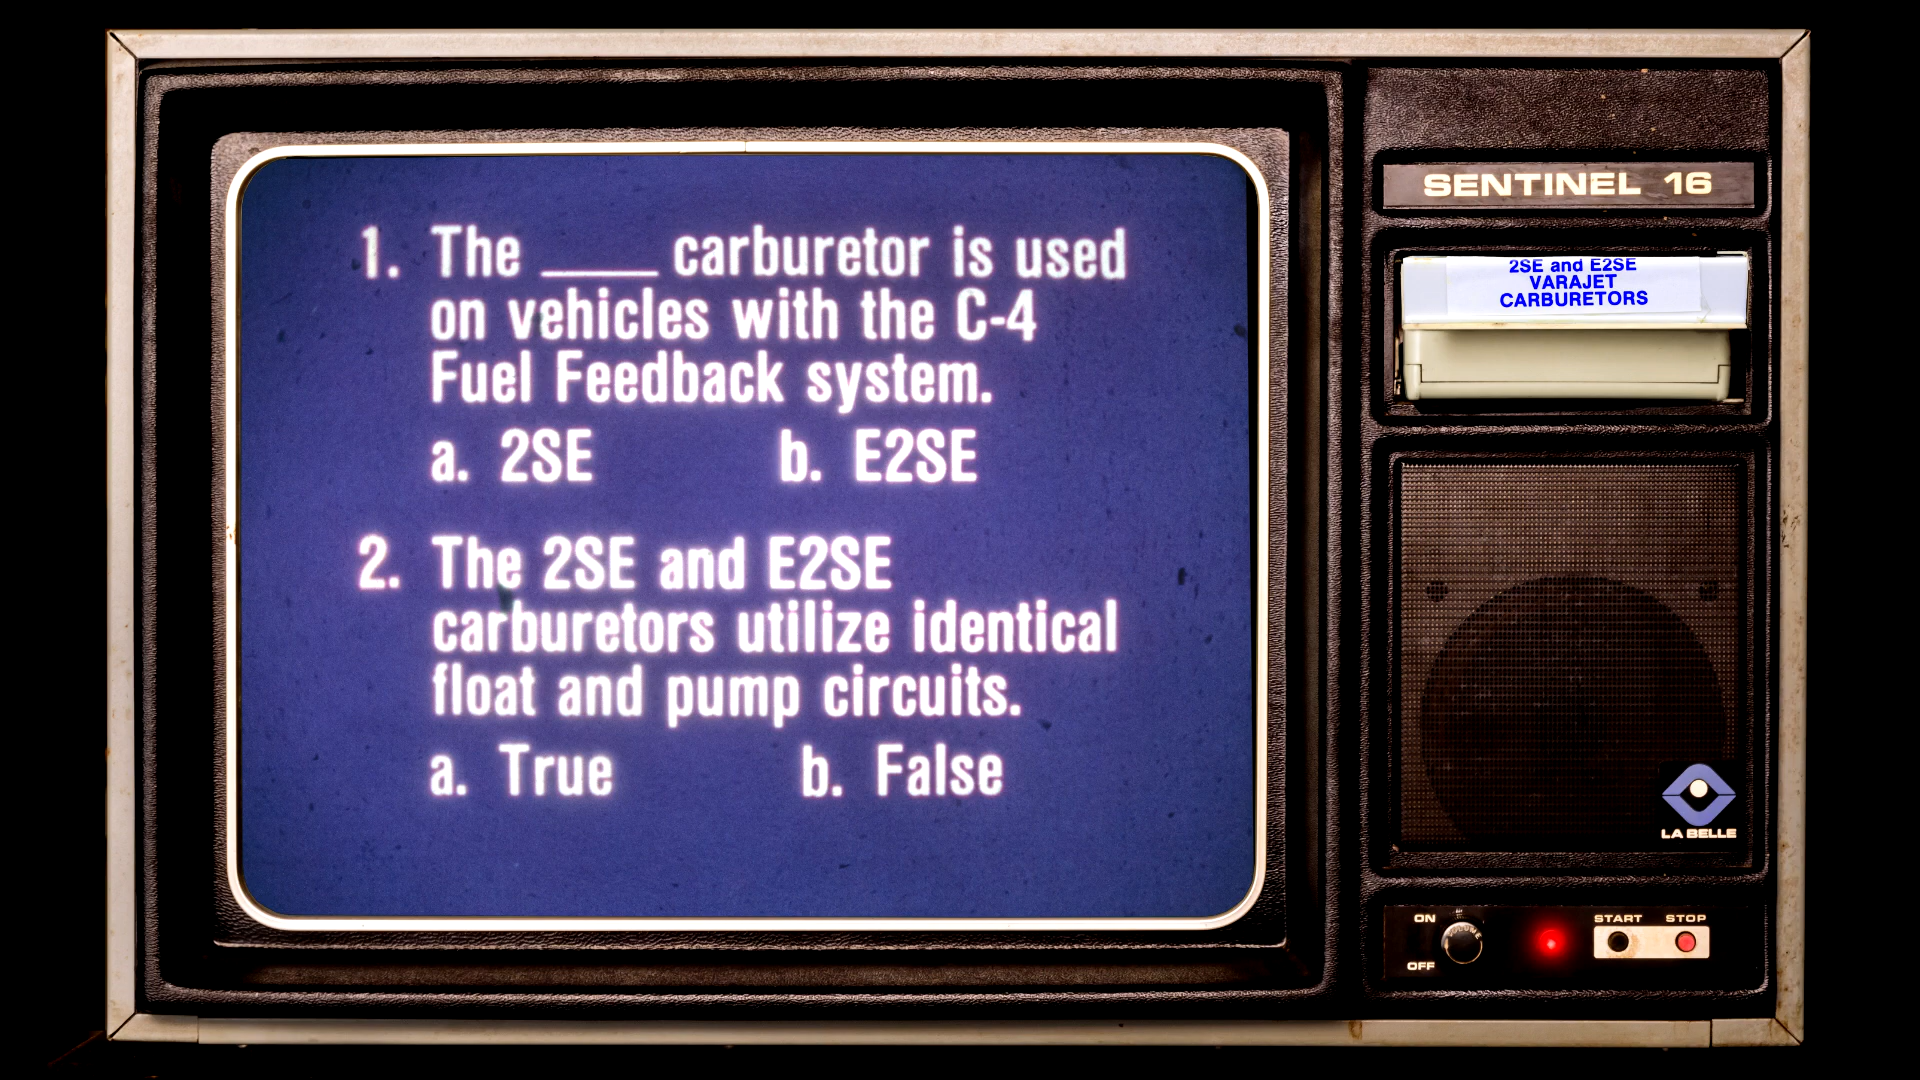 1. The ____ carburetor is used
on vehicles with the C-4
Fuel Feedback system.
a. 2SE b. E2SE
2. The 2SE and E2SE
carburetors utilize identical
float and pump circuits.
a. True b. False
SENTINEL 16
2SE and E2SE
VARAJET
CARBURETORS
LA BELLE
ON
OFF
VOLUME
START STOP